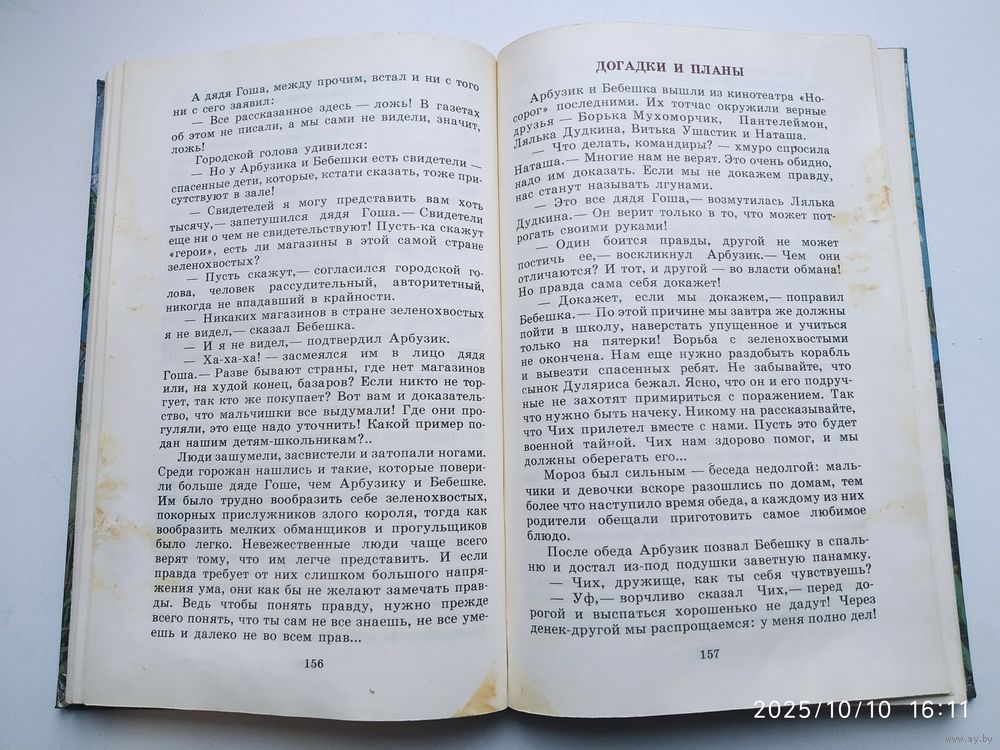 А дядя Гоша, между прочим, встал и ни с того
ни с сего заявил:
— Все рассказанное здесь — ложь! В газетах
об этом не писали, а мы сами не видели, значит,
ложь!
Городской голова удивился:
— Но у Арбузика и Бебешки есть свидетели —
спасенные дети, которые, кстати сказать, тоже при-
сутствуют в зале!
— Свидетелей я могу представить вам хоть
тысячу,— запетушился дядя Гоша.— Свидетели
еще ни о чем не свидетельствуют! Пусть-ка скажут
«герои», есть ли магазины в этой самой стране
зеленохвостых?
— Пусть скажут,— согласился городской го-
лова, человек рассудительный, авторитетный,
никогда не впадавший в крайности.
— Никаких магазинов в стране зеленохвостых
я не видел,— сказал Бебешка.
— И я не видел,— подтвердил Арбузик.
— Ха-ха-ха! — засмеялся им в лицо дядя
Гоша.— Разве бывают страны, где нет магазинов
или, на худой конец, базаров? Если никто не тор-
гует, так кто же покупает? Вот вам и доказатель-
ство, что мальчишки все выдумали! Где они про-
гуляли, это еще надо уточнить! Какой пример по-
дан нашим детям-школьникам?..
Люди зашумели, засвистели и затопали ногами.
Среди горожан нашлись и такие, которые повери-
ли больше дяде Гоше, чем Арбузику и Бебешке.
Им было трудно вообразить себе зеленохвостых,
покорных прислужников злого короля, тогда как
вообразить мелких обманщиков и прогульщиков
было легко. Невежественные люди чаще всего
верят тому, что им легче представить. И если
правда требует от них слишком большого напря-
жения ума, они как бы не желают замечать прав-
ды. Ведь чтобы понять правду, нужно прежде
всего понять, что ты сам не все знаешь, не все уме-
ешь и далеко не во всем прав...
156
ДОГАДКИ И ПЛАНЫ
Арбузик и Бебешка вышли из кинотеатра «Но-
сорог» последними. Их тотчас окружили верные
друзья — Борька Мухоморчик, Пантелеймон,
Лялька Дудкина, Витька Ушастик и Наташа.
— Что делать, командиры? — хмуро спросила
Наташа.— Многие нам не верят. Это очень обидно,
надо им доказать. Если мы не докажем правду,
нас станут называть лгунами.
— Это все дядя Гоша,— возмутилась Лялька
Дудкина.— Он верит только в то, что может пот-
рогать своими руками!
— Один боится правды, другой не может
постичь ее,— воскликнул Арбузик.— Чем они
отличаются? И тот, и другой — во власти обмана!
Но правда сама себя докажет!
— Докажет, если мы докажем,— поправил
Бебешка.— По этой причине мы завтра же должны
пойти в школу, наверстать упущенное и учиться
только на пятерки! Борьба с зеленохвостыми
не окончена. Нам еще нужно раздобыть корабль
и вывезти спасенных ребят. Не забывайте, что
сынок Дуляриса бежал. Ясно, что он и его подруч-
ные не захотят примириться с поражением. Так
что нужно быть начеку. Никому на рассказывайте,
что Чих прилетел вместе с нами. Пусть это будет
военной тайной. Чих нам здорово помог, и мы
должны оберегать его...
Мороз был сильным — беседа недолгой: маль-
чики и девочки вскоре разошлись по домам, тем
более что наступило время обеда, а каждому из них
родители обещали приготовить самое любимое
блюдо.
После обеда Арбузик позвал Бебешку в спаль-
ню и достал из-под подушки заветную панамку.
— Чих, дружище, как ты себя чувствуешь?
— Уф,— ворчливо сказал Чих,— перед до-
рогой и выспаться хорошенько не дадут! Через
денек-другой мы распрощаемся: у меня полно дел!
157
2025/10/10 16:11
www.ay.by